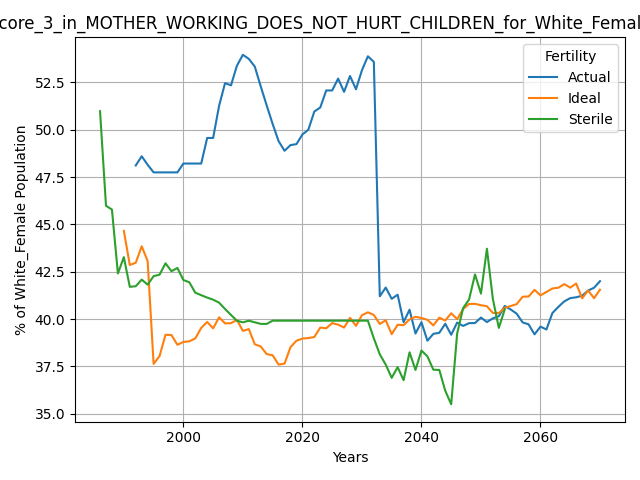 core_3_in_MOTHER_WORKING_DOES_NOT_HURT_CHILDREN_for_White_Femal
Fertility
Actual
Ideal
Sterile
52.5
50.0
47.5
45.0
42.5
40.0
37.5
35.0
% of White_Female Population
2000
2020
2040
2060
Years